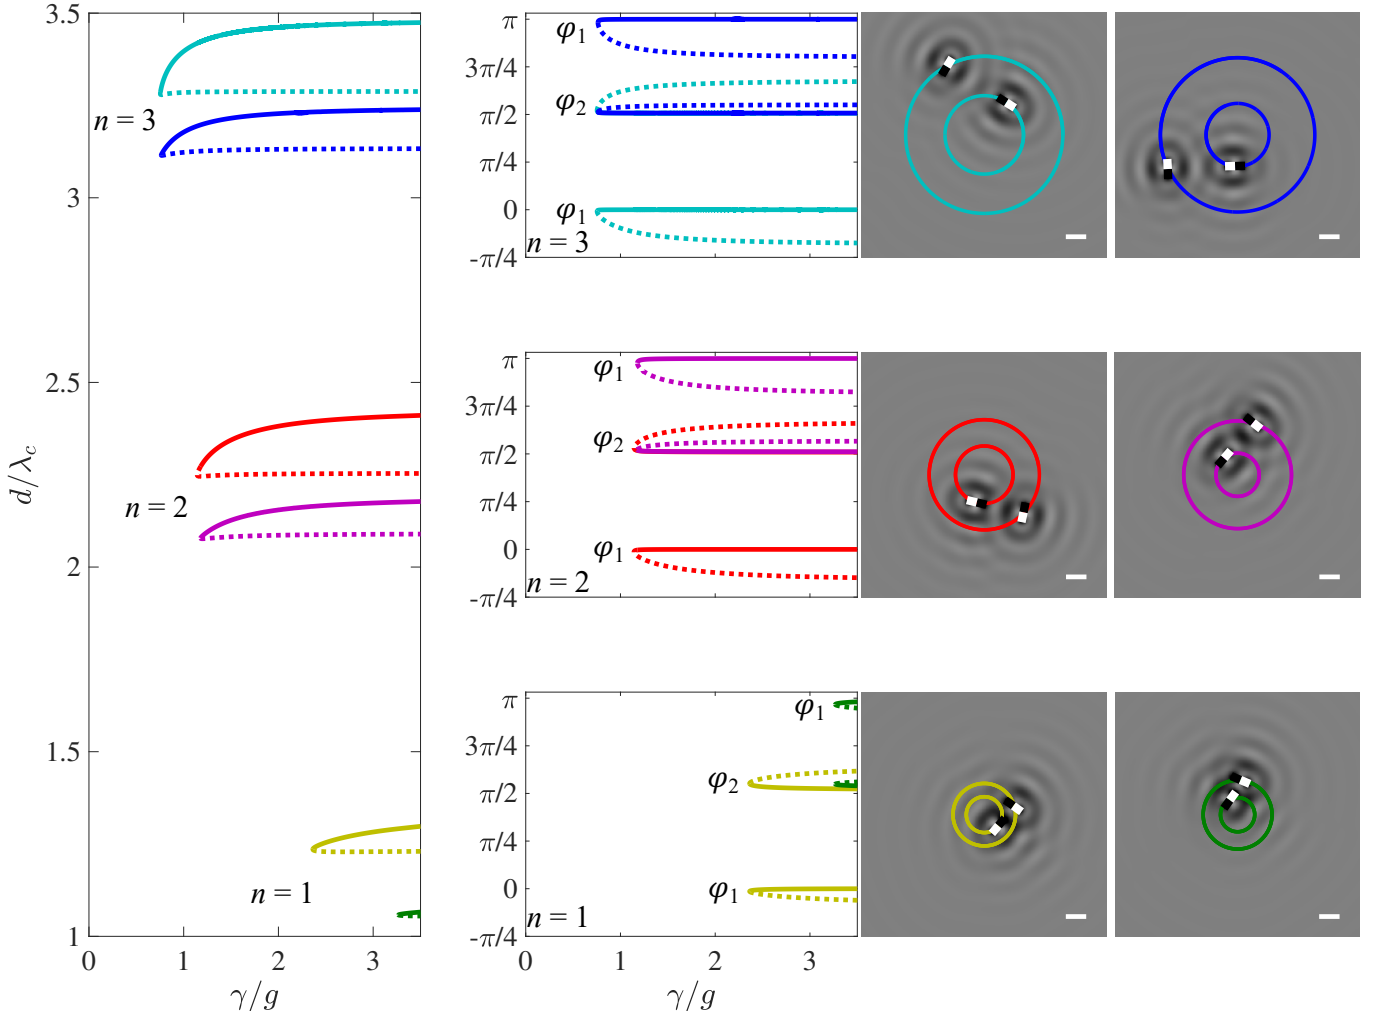 3.5
3
2.5
2
1.5
1
d/λc
n = 3
n = 2
n = 1
0 1 2 3
γ/g
π
3π/4
π/2
π/4
0
-π/4
φ1
φ2
φ1
n = 3
π
3π/4
π/2
π/4
0
-π/4
φ1
φ2
φ1
n = 2
π
3π/4
π/2
π/4
0
-π/4
φ1
φ2
φ1
n = 1
0 1 2 3
γ/g